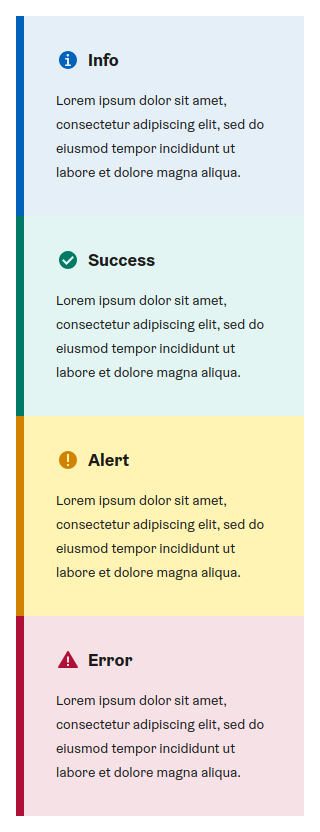 Info
Lorem ipsum dolor sit amet,
consectetur adipiscing elit, sed do
eiusmod tempor incididunt ut
labore et dolore magna aliqua.
Success
Lorem ipsum dolor sit amet,
consectetur adipiscing elit, sed do
eiusmod tempor incididunt ut
labore et dolore magna aliqua.
Alert
Lorem ipsum dolor sit amet,
consectetur adipiscing elit, sed do
eiusmod tempor incididunt ut
labore et dolore magna aliqua.
Error
Lorem ipsum dolor sit amet,
consectetur adipiscing elit, sed do
eiusmod tempor incididunt ut
labore et dolore magna aliqua.